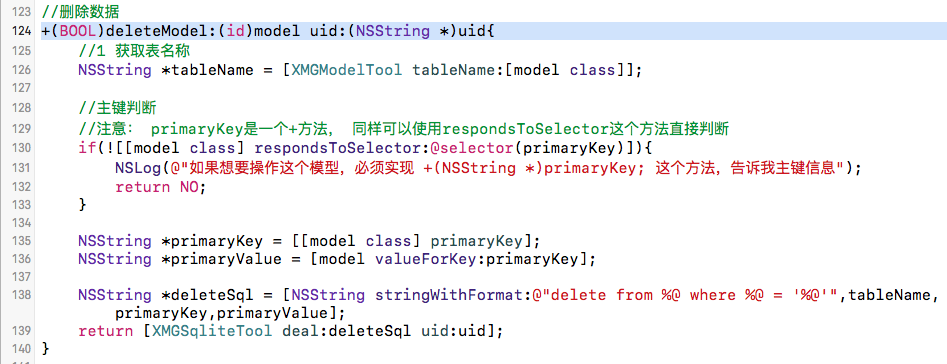 123 //删除数据
124 +(BOOL)deleteModel:(id)model uid:(NSString *)uid{
125 //1 获取表名称
126 NSString *tableName = [XMGModelTool tableName:[model class]];
127
128 //主键判断
129 //注意： primaryKey是一个+方法， 同样可以使用respondsToSelector这个方法直接判断
130 if(![[model class] respondsToSelector:@selector(primaryKey)]){
131 NSLog(@"如果想要操作这个模型，必须实现 +(NSString *)primaryKey; 这个方法，告诉我主键信息");
132 return NO;
133 }
134
135 NSString *primaryKey = [[model class] primaryKey];
136 NSString *primaryValue = [model valueForKey:primaryKey];
137
138 NSString *deleteSql = [NSString stringWithFormat:@"delete from %@ where %@ = '%@'",tableName,
primaryKey,primaryValue];
139 return [XMGSqliteTool deal:deleteSql uid:uid];
140 }